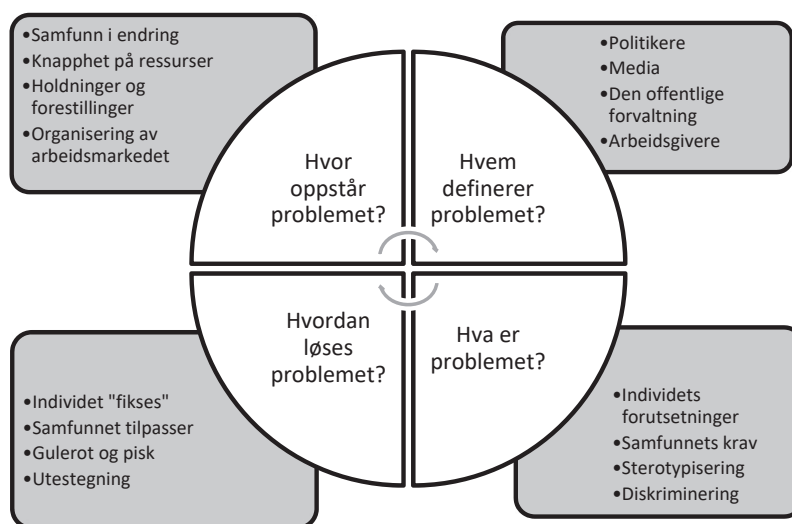 •Samfunn i endring
•Knapphet på ressurser
•Holdninger og
forestillinger
•Organisering av
arbeidsmarkedet
Hvor
oppstår
problemet?
•Politikere
•Media
•Den offentlige
forvaltning
•Arbeidsgivere
Hvem
definerer
problemet?
Hvordan
løses
problemet?
•Individet "fikses"
•Samfunnet tilpasser
•Gulerot og pisk
•Utestegning
Hva er
problemet?
•Individets
forutsetninger
•Samfunnets krav
•Sterotypisering
•Diskriminering